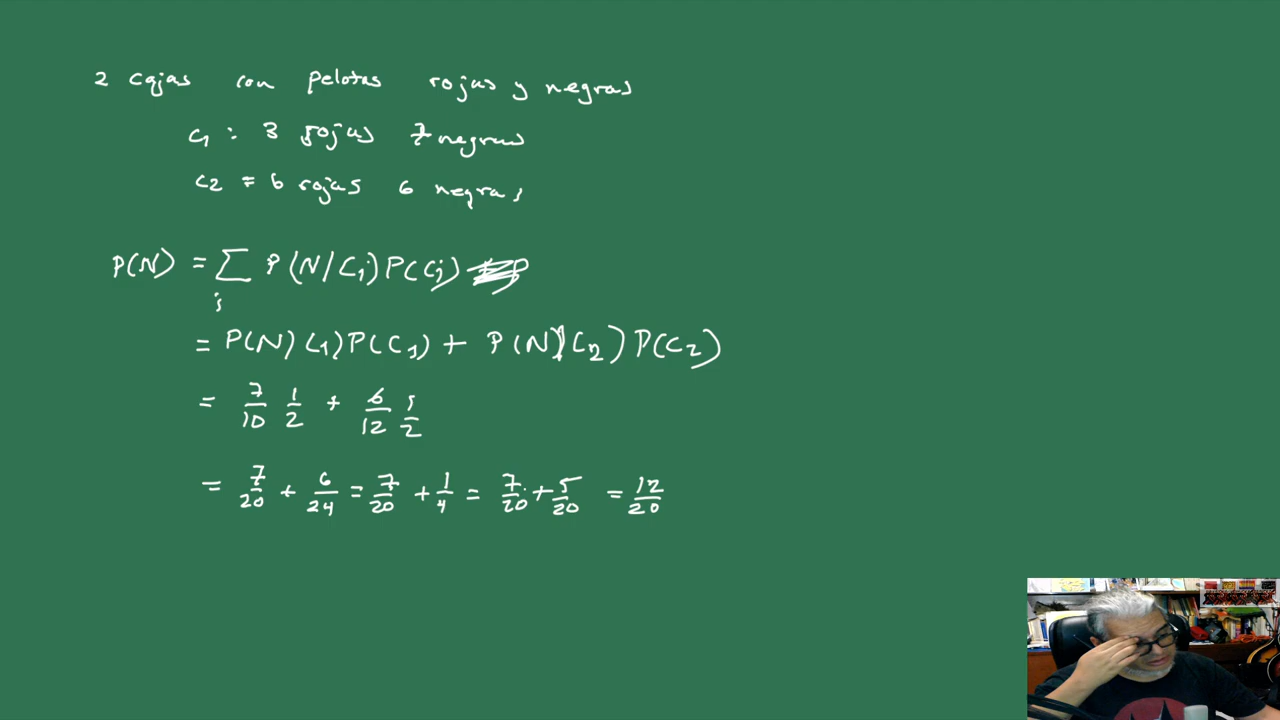 2 cajas con pelotas rojas y negras
C1 : 3 rojas 7 negras
C2 = 6 rojas 6 negras
P(N) = ∑j P(N/Cj)P(Cj)
= P(N)C1)P(C1) + P(N)|C2)P(C2)
= 7/10 1/2 + 6/12 1/2
= 7/20 + 6/24 = 7/20 + 1/4 = 7/20 + 5/20 = 12/20